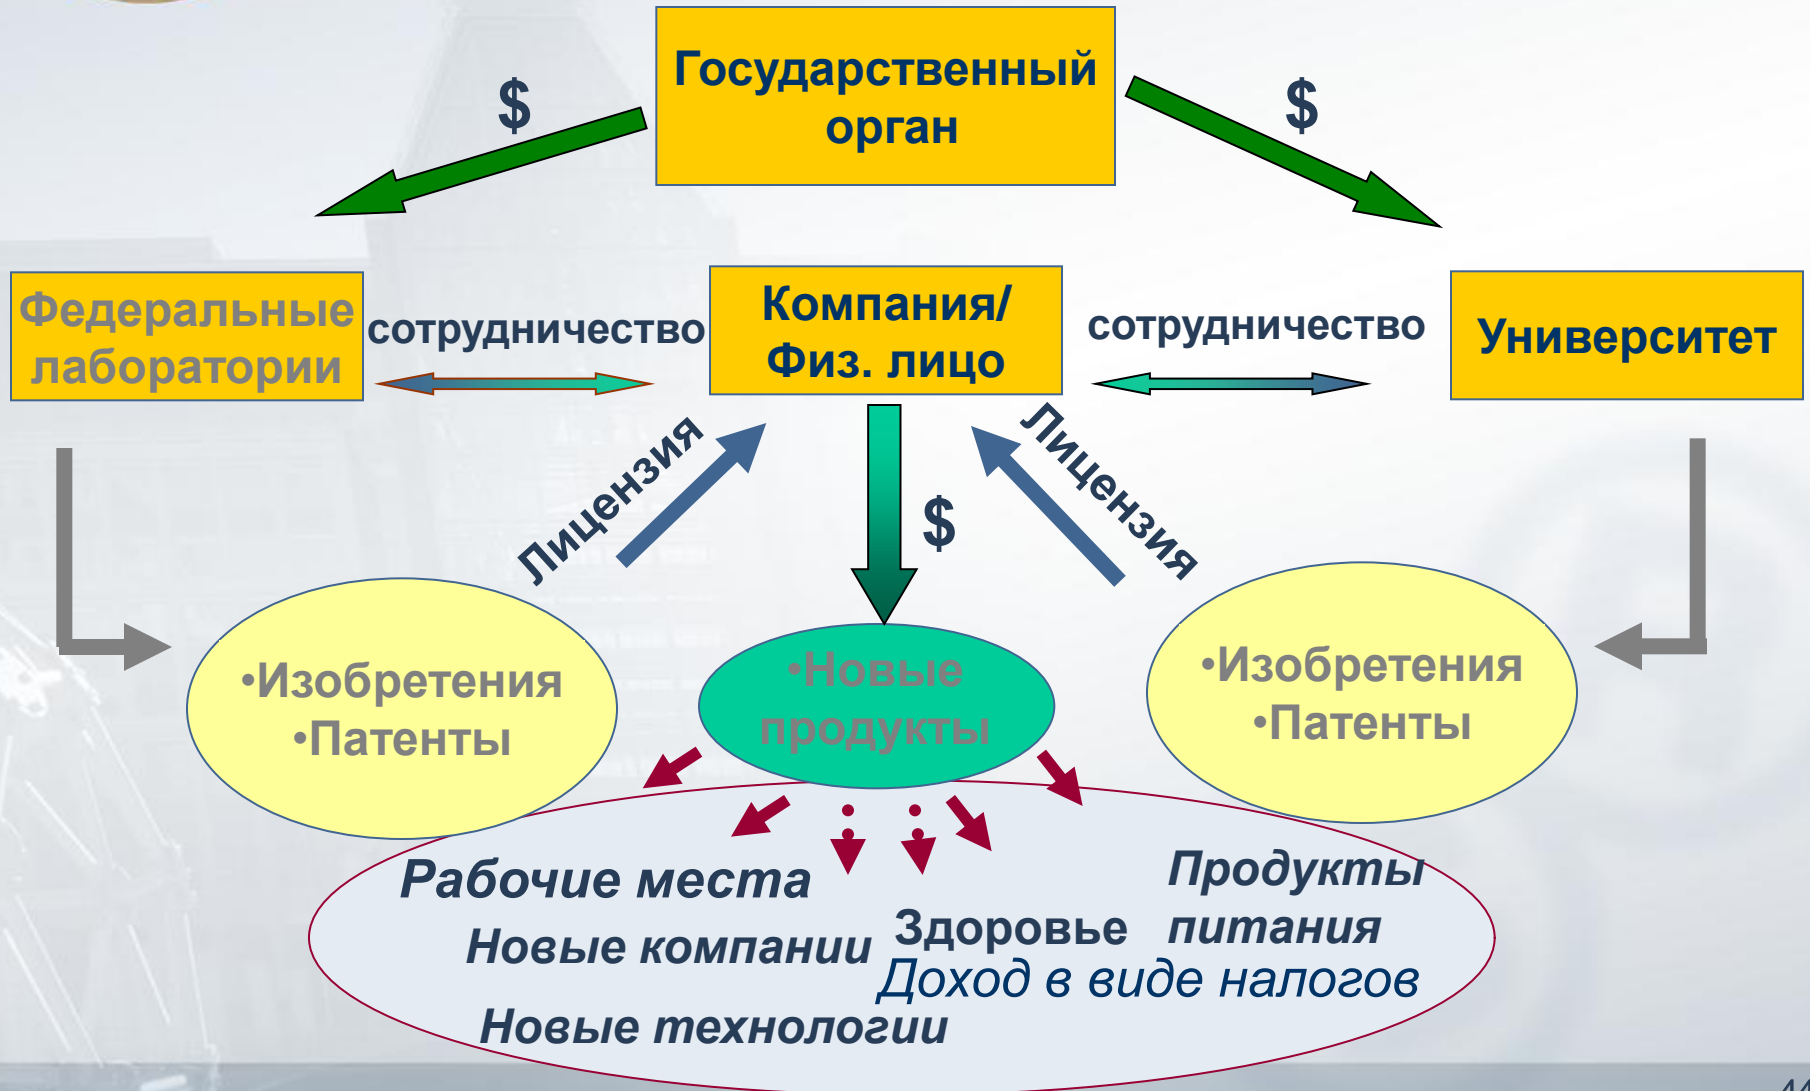 Государственный
орган
$
$
Федеральные
лаборатории
сотрудничество
Компания/
Физ. лицо
сотрудничество
Университет
Лицензия
$
Лицензия
•Изобретения
•Патенты
•Новые
продукты
•Изобретения
•Патенты
Рабочие места
Новые компании
Новые технологии
Здоровье
Продукты
питания
Доход в виде налогов